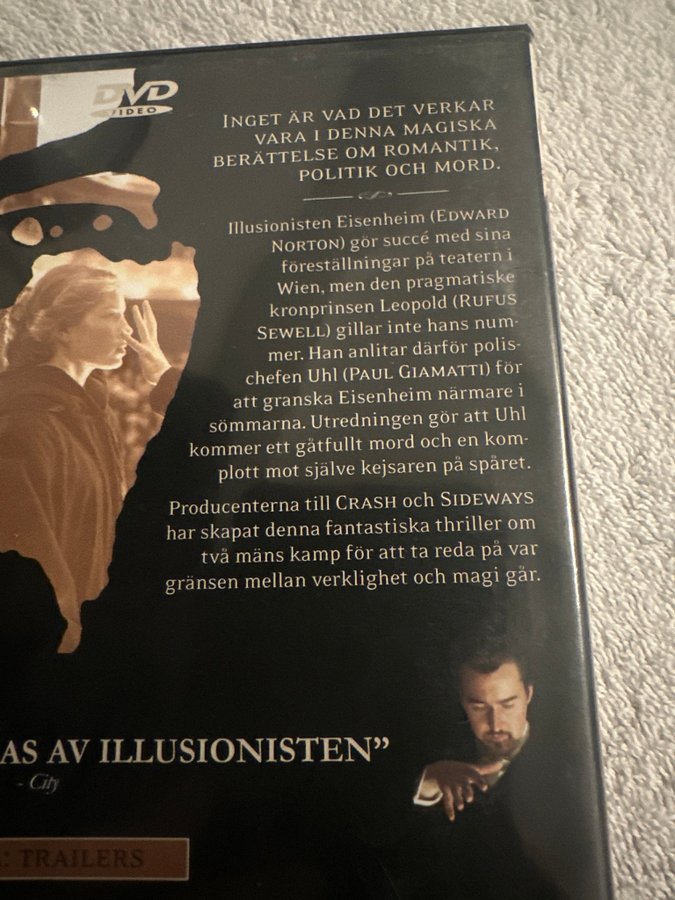 DVD
VIDEO
INGET ÄR VAD DET VERKAR
VARA I DENNA MAGISKA
BERÄTTELSE OM ROMANTIK,
POLITIK OCH MORD.
Illusionisten Eisenheim (EDWARD
NORTON) gör succé med sina
föreställningar på teatern i
Wien, men den pragmatiske
kronprinsen Leopold (RUFUS
SEWELL) gillar inte hans num-
mer. Han anlitar därför polis-
chefen Uhl (PAUL GIAMATTI) för
att granska Eisenheim närmare i
sömmarna. Utredningen gör att Uhl
kommer ett gåtfullt mord och en kom-
plott mot själve kejsaren på spåret.
Producenterna till CRASH och SIDEWAYS
har skapat denna fantastiska thriller om
två mäns kamp för att ta reda på var
gränsen mellan verklighet och magi går.
AS AV ILLUSIONISTEN”
- City
: TRAILERS